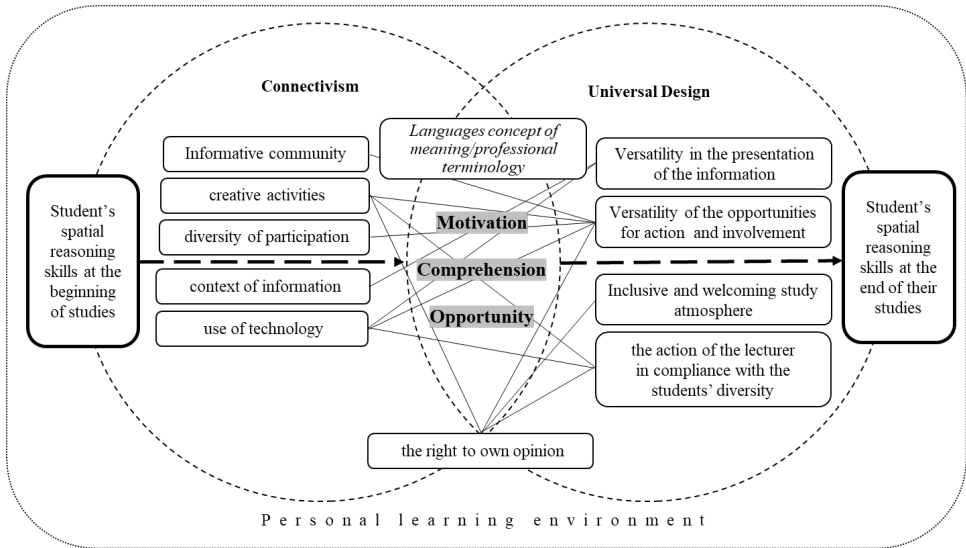 Connectivism
Universal Design
Languages concept of
meaning/professional
terminology
Informative community
creative activities
diversity of participation
context of information
use of technology
Student’s
spatial
reasoning
skills at the
beginning
of studies
Motivation
Comprehension
Opportunity
Versatility in the presentation
of the information
Versatility of the opportunities
for action and involvement
Inclusive and welcoming study
atmosphere
the action of the lecturer
in compliance with the
students’ diversity
Student’s
spatial
reasoning
skills at the
end of their
studies
the right to own opinion
Personal learning environment